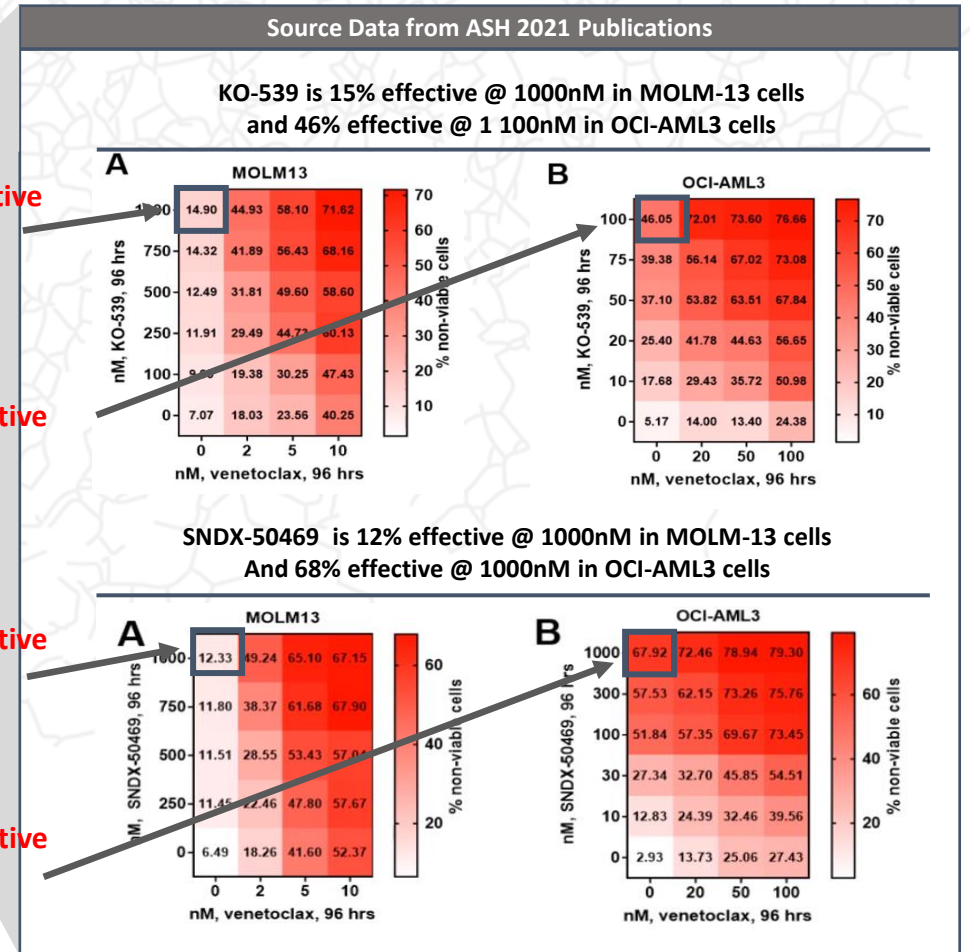 Source Data from ASH 2021 Publications
KO-539 is 15% effective @ 1000nM in MOLM-13 cells
and 46% effective @ 1 100nM in OCI-AML3 cells
tive
tive
A
MOLM13
nM, KO-539, 96 hrs
14.90 44.93 58.10 71.62
750 14.32 41.89 56.43 68.16
500 12.49 31.81 49.60 58.60
250 11.91 29.49 60.13
100 19.38 30.25 47.43
0 7.07 18.03 23.56 40.25
0 2 5 10
nM, venetoclax, 96 hrs
70
60
50
40
30
20
10
% non-viable cells
B
OCI-AML3
nM, KO-539, 96 hrs
100 46.05 72.01 73.60 76.66
75 39.38 56.14 67.02 73.08
50 37.10 53.82 63.51 67.84
20 25.40 41.78 44.63 56.65
10 17.68 29.43 35.72 50.98
0 5.17 14.00 13.40 24.38
0 20 50 100
nM, venetoclax, 96 hrs
70
60
50
40
30
20
10
% non-viable cells
SNDX-50469 is 12% effective @ 1000nM in MOLM-13 cells
And 68% effective @ 1000nM in OCI-AML3 cells
tive
tive
A
MOLM13
nM, SNDX-50469, 96 hrs
1000 12.33 49.24 65.10 67.15
750 11.80 38.37 61.68 67.90
500 11.51 28.55 53.43
250 11.45 22.46 47.80 57.67
0 6.49 18.26 41.60 52.37
0 2 5 10
nM, venetoclax, 96 hrs
60
40
20
% non-viable cells
B
OCI-AML3
nM, SNDX-50469, 96 hrs
1000 67.92 72.46 78.94 79.30
300 57.53 62.15 73.26 75.76
100 51.84 57.35 69.67 73.45
30 27.34 32.70 45.85 54.51
10 12.83 24.39 32.46 39.56
0 2.93 13.73 25.06 27.43
0 20 50 100
nM, venetoclax, 96 hrs
60
40
20
% non-viable cells